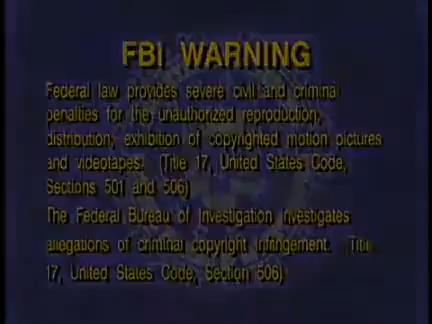 FBI WARNING
Federal law provides severe civil and criminal
penalties for the unauthorized reproduction,
distribution, exhibition of copyrighted motion pictures
and videotapes. (Title 17, United States Code,
Sections 501 and 506)
The Federal Bureau of Investigation investigates
allegations of criminal copyright infringement. (Title
17, United States Code, Section 506)